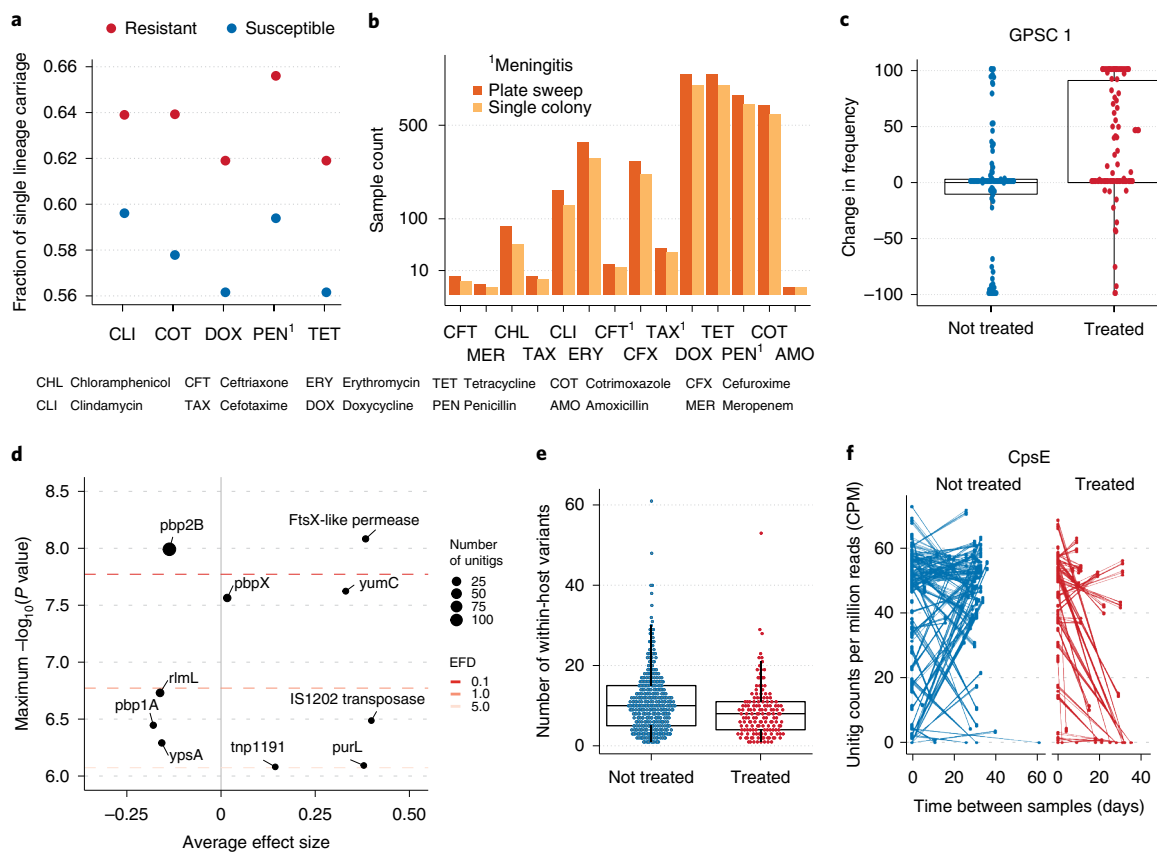 a
Resistant
Susceptible
Fraction of single lineage carriage
0.66
0.64
0.62
0.60
0.58
0.56
CLI
COT
DOX
PEN¹
TET
b
¹Meningitis
Plate sweep
Single colony
Sample count
500
100
10
CFT CHL CLI CFT¹ TAX¹ TET COT
MER TAX ERY CFX DOX PEN¹ AMO
c
GPSC 1
Change in frequency
100
50
0
−50
−100
Not treated
Treated
CHL Chloramphenicol CFT Ceftriaxone ERY Erythromycin TET Tetracycline COT Cotrimoxazole CFX Cefuroxime
CLI Clindamycin TAX Cefotaxime DOX Doxycycline PEN Penicillin AMO Amoxicillin MER Meropenem
d
Maximum −log₁₀(P value)
8.5
8.0
7.5
7.0
6.5
6.0
pbp2B
FtsX-like permease
pbpX
yumC
rlmL
pbp1A
IS1202 transposase
ypsA
tnp1191
purL
−0.25
0
0.25
0.50
Average effect size
Number
of unitigs
25
50
75
100
EFD
0.1
1.0
5.0
e
Number of within-host variants
60
40
20
0
Not treated
Treated
f
CpsE
Not treated
Treated
Unitig counts per million reads (CPM)
60
40
20
0
0 20 40 60
0 20 40
Time between samples (days)